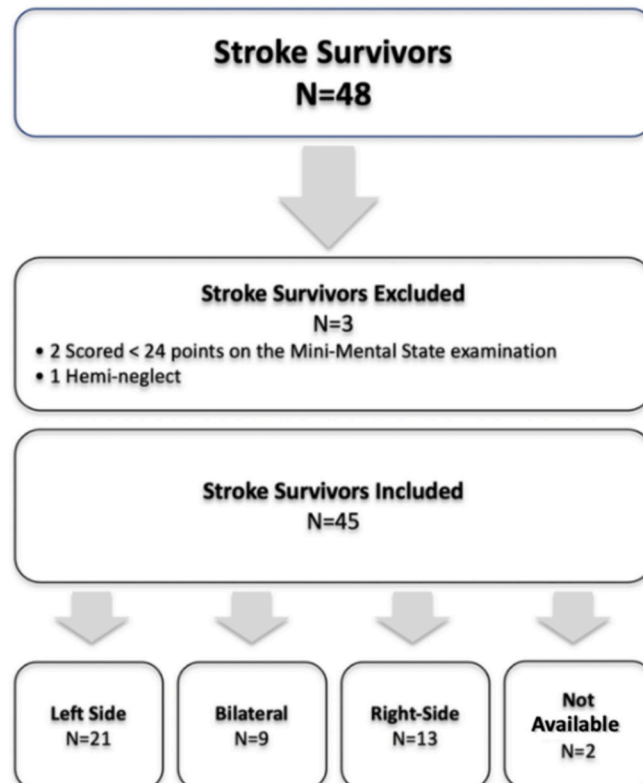 Stroke Survivors
N=48
Stroke Survivors Excluded
N=3
• 2 Scored < 24 points on the Mini-Mental State examination
• 1 Hemi-neglect
Stroke Survivors Included
N=45
Left Side
N=21
Bilateral
N=9
Right-Side
N=13
Not
Available
N=2